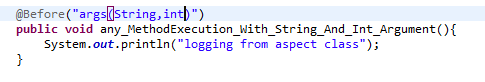 @Before("args(String,int)")
public void any_MethodExecution_With_String_And_Int_Argument(){
System.out.println("logging from aspect class");
}